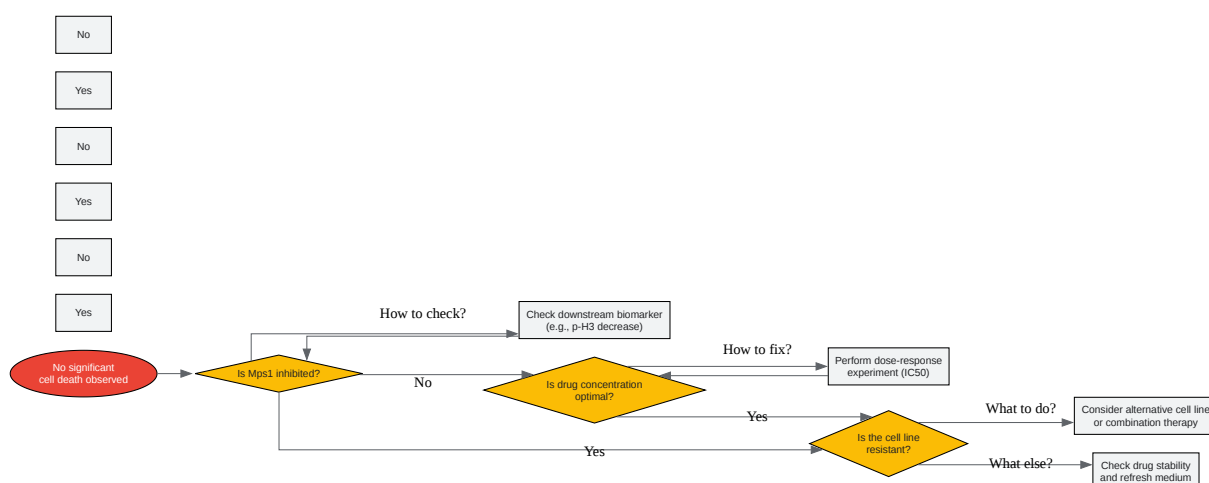 No
Yes
No
Yes
No
Yes
How to check?
Check downstream biomarker
(e.g., p-H3 decrease)
How to fix?
Perform dose-response
experiment (IC50)
No significant
cell death observed
Is Mps1 inhibited?
No
Is drug concentration
optimal?
Yes
What to do?
Consider alternative cell line
or combination therapy
Is the cell line
resistant?
Yes
What else?
Check drug stability
and refresh medium